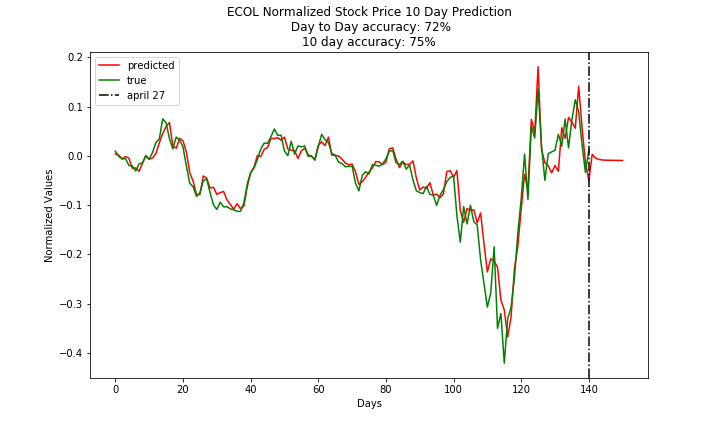 ECOL Normalized Stock Price 10 Day Prediction
Day to Day accuracy: 72%
10 day accuracy: 75%
predicted
true
april 27
0.2
0.1
0.0
−0.1
−0.2
−0.3
−0.4
Normalized Values
0 20 40 60 80 100 120 140
Days